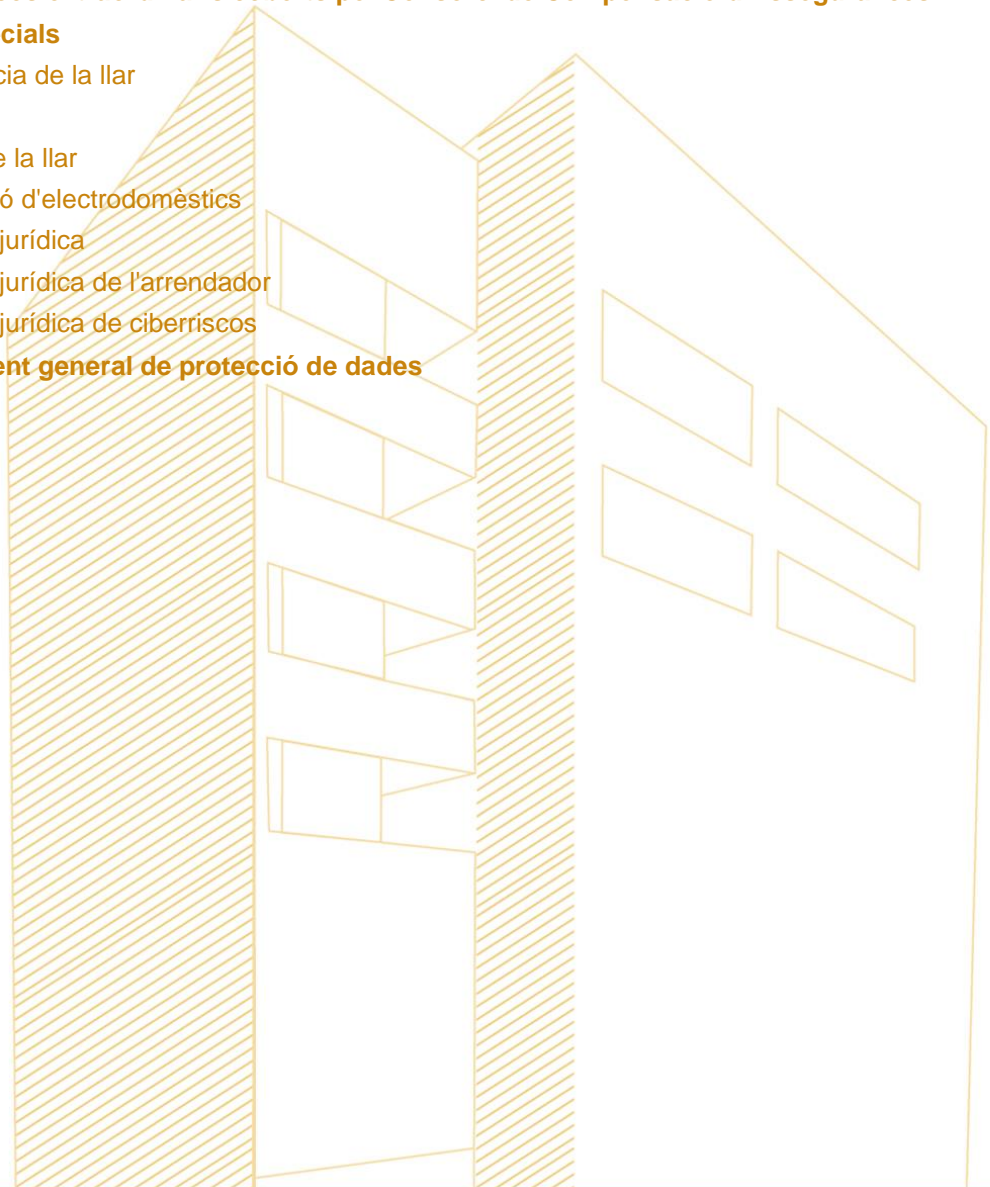 cials
cia de la llar
e la llar
ó d'electrodomèstics
jurídica
jurídica de l'arrendador
jurídica de ciberriscos
ent general de protecció de dades